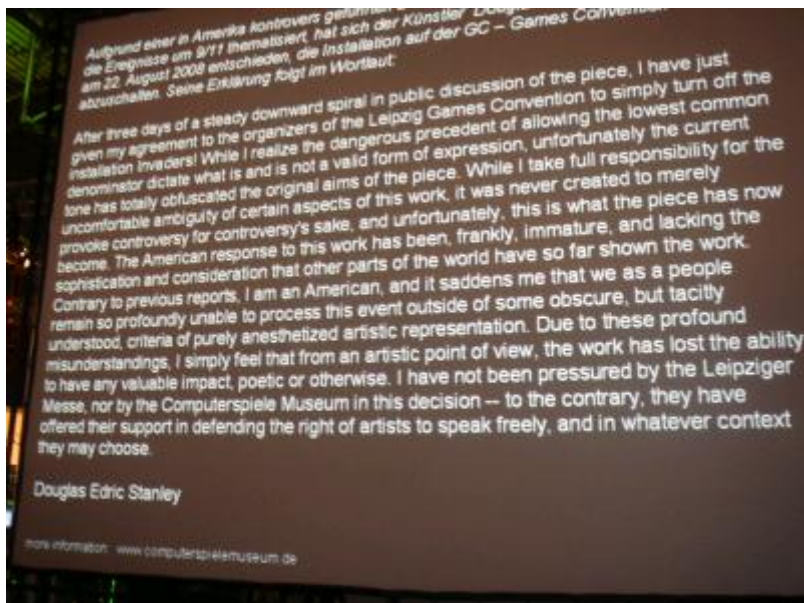 Aufgrund einer in Amerika kontrovers geführten
die Ereignisse um 9/11 thematisiert, hat sich der Künstler Douglas
am 22. August 2008 entschieden, die Installation auf der GC – Games Convention
abzuschalten. Seine Erklärung folgt im Wortlaut:
After three days of a steady downward spiral in public discussion of the piece, I have just
given my agreement to the organizers of the Leipzig Games Convention to simply turn off the
installation Invaders! While I realize the dangerous precedent of allowing the lowest common
denominator dictate what is and is not a valid form of expression, unfortunately the current
tone has totally obfuscated the original aims of the piece. While I take full responsibility for the
uncomfortable ambiguity of certain aspects of this work, it was never created to merely
provoke controversy for controversy's sake, and unfortunately, this is what the piece has now
become. The American response to this work has been, frankly, immature, and lacking the
sophistication and consideration that other parts of the world have so far shown the work.
Contrary to previous reports, I am an American, and it saddens me that we as a people
remain so profoundly unable to process this event outside of some obscure, but tacitly
understood, criteria of purely anesthetized artistic representation. Due to these profound
misunderstandings, I simply feel that from an artistic point of view, the work has lost the ability
to have any valuable impact, poetic or otherwise. I have not been pressured by the Leipziger
Messe, nor by the Computerspiele Museum in this decision -- to the contrary, they have
offered their support in defending the right of artists to speak freely, and in whatever context
they may choose.
Douglas Edric Stanley
more information: www.computerspielemuseum.de